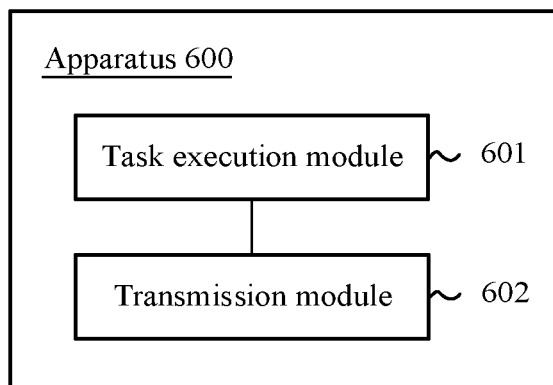 Apparatus 600
Task execution module 601
Transmission module 602